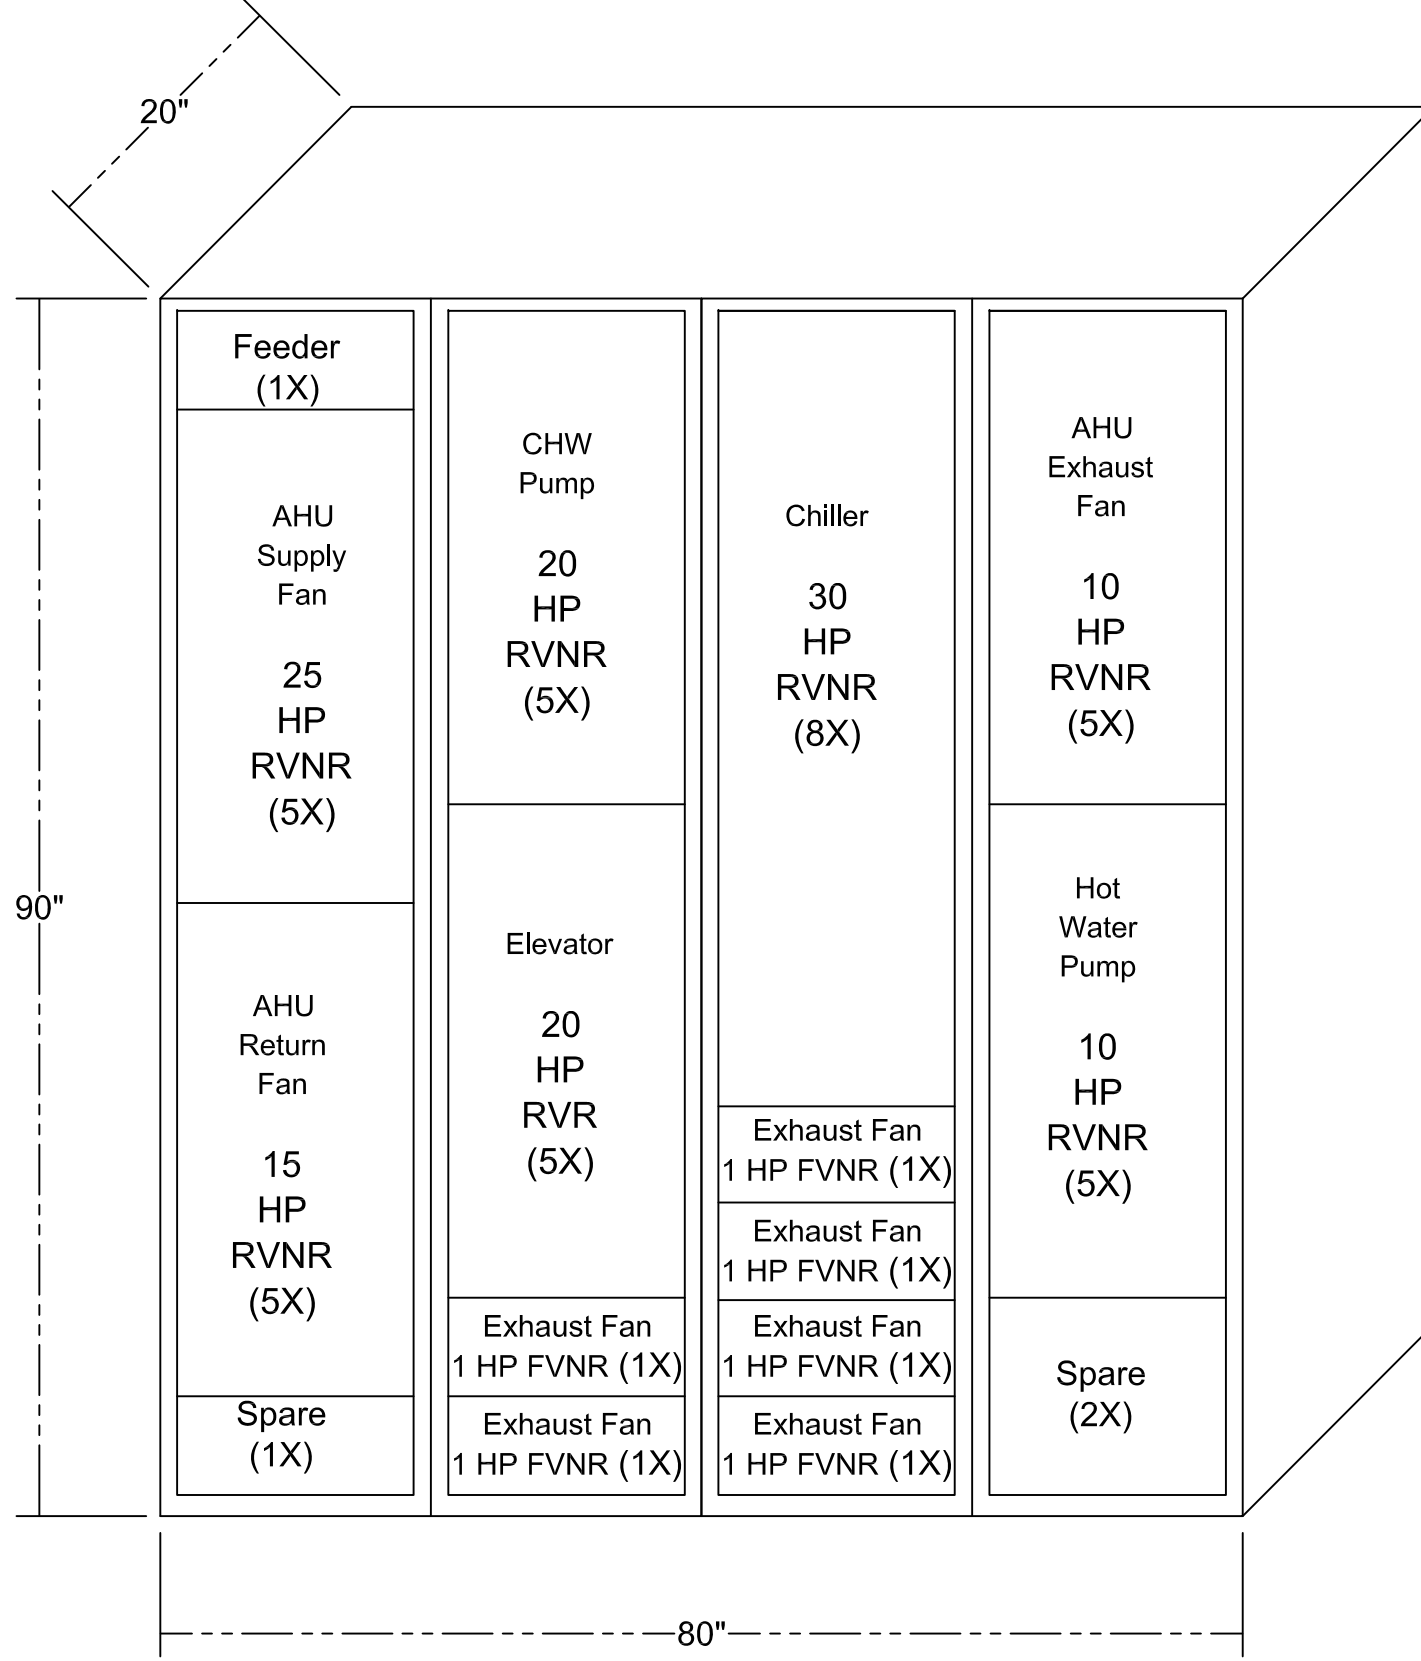 20"
90"
80"
Feeder
(1X)
AHU
Supply
Fan
25
HP
RVNR
(5X)
AHU
Return
Fan
15
HP
RVNR
(5X)
Spare
(1X)
CHW
Pump
20
HP
RVNR
(5X)
Elevator
20
HP
RVR
(5X)
Exhaust Fan
1 HP FVNR (1X)
Exhaust Fan
1 HP FVNR (1X)
Chiller
30
HP
RVNR
(8X)
Exhaust Fan
1 HP FVNR (1X)
Exhaust Fan
1 HP FVNR (1X)
Exhaust Fan
1 HP FVNR (1X)
Exhaust Fan
1 HP FVNR (1X)
AHU
Exhaust
Fan
10
HP
RVNR
(5X)
Hot
Water
Pump
10
HP
RVNR
(5X)
Spare
(2X)